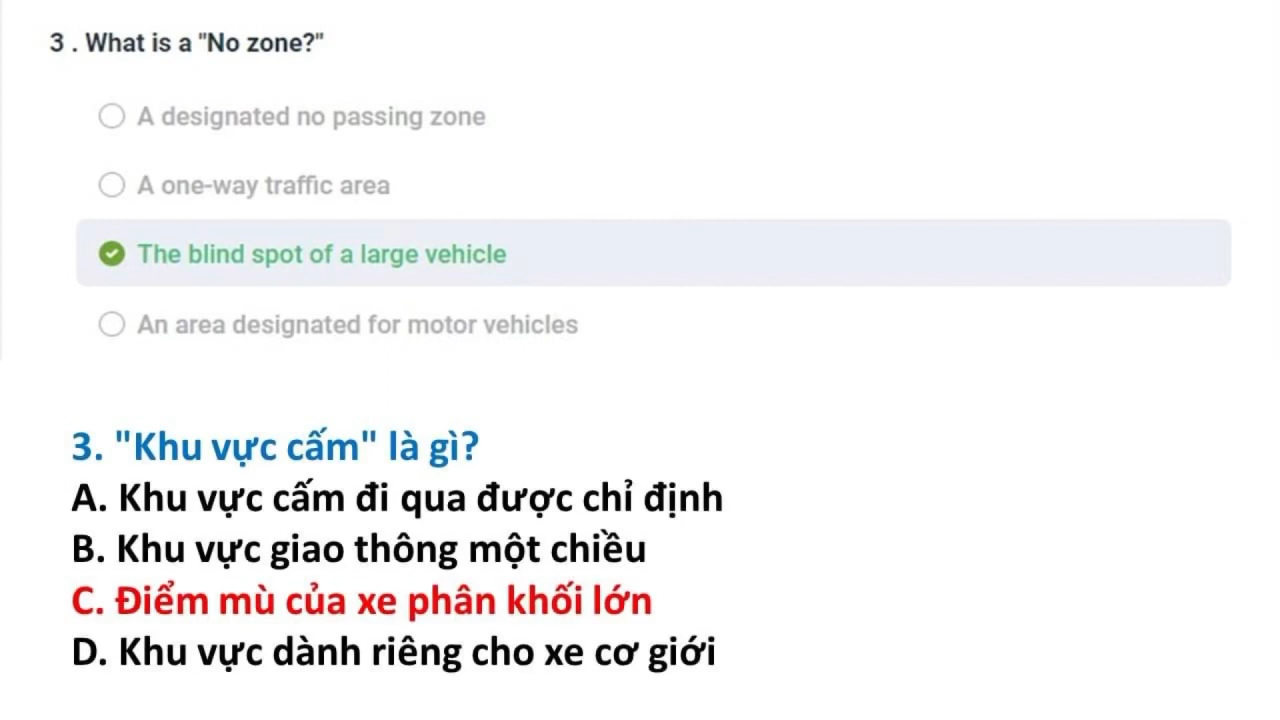 3 . What is a "No zone?"
A designated no passing zone
A one-way traffic area
The blind spot of a large vehicle
An area designated for motor vehicles
3. "Khu vực cấm" là gì?
A. Khu vực cấm đi qua được chỉ định
B. Khu vực giao thông một chiều
C. Điểm mù của xe phân khối lớn
D. Khu vực dành riêng cho xe cơ giới